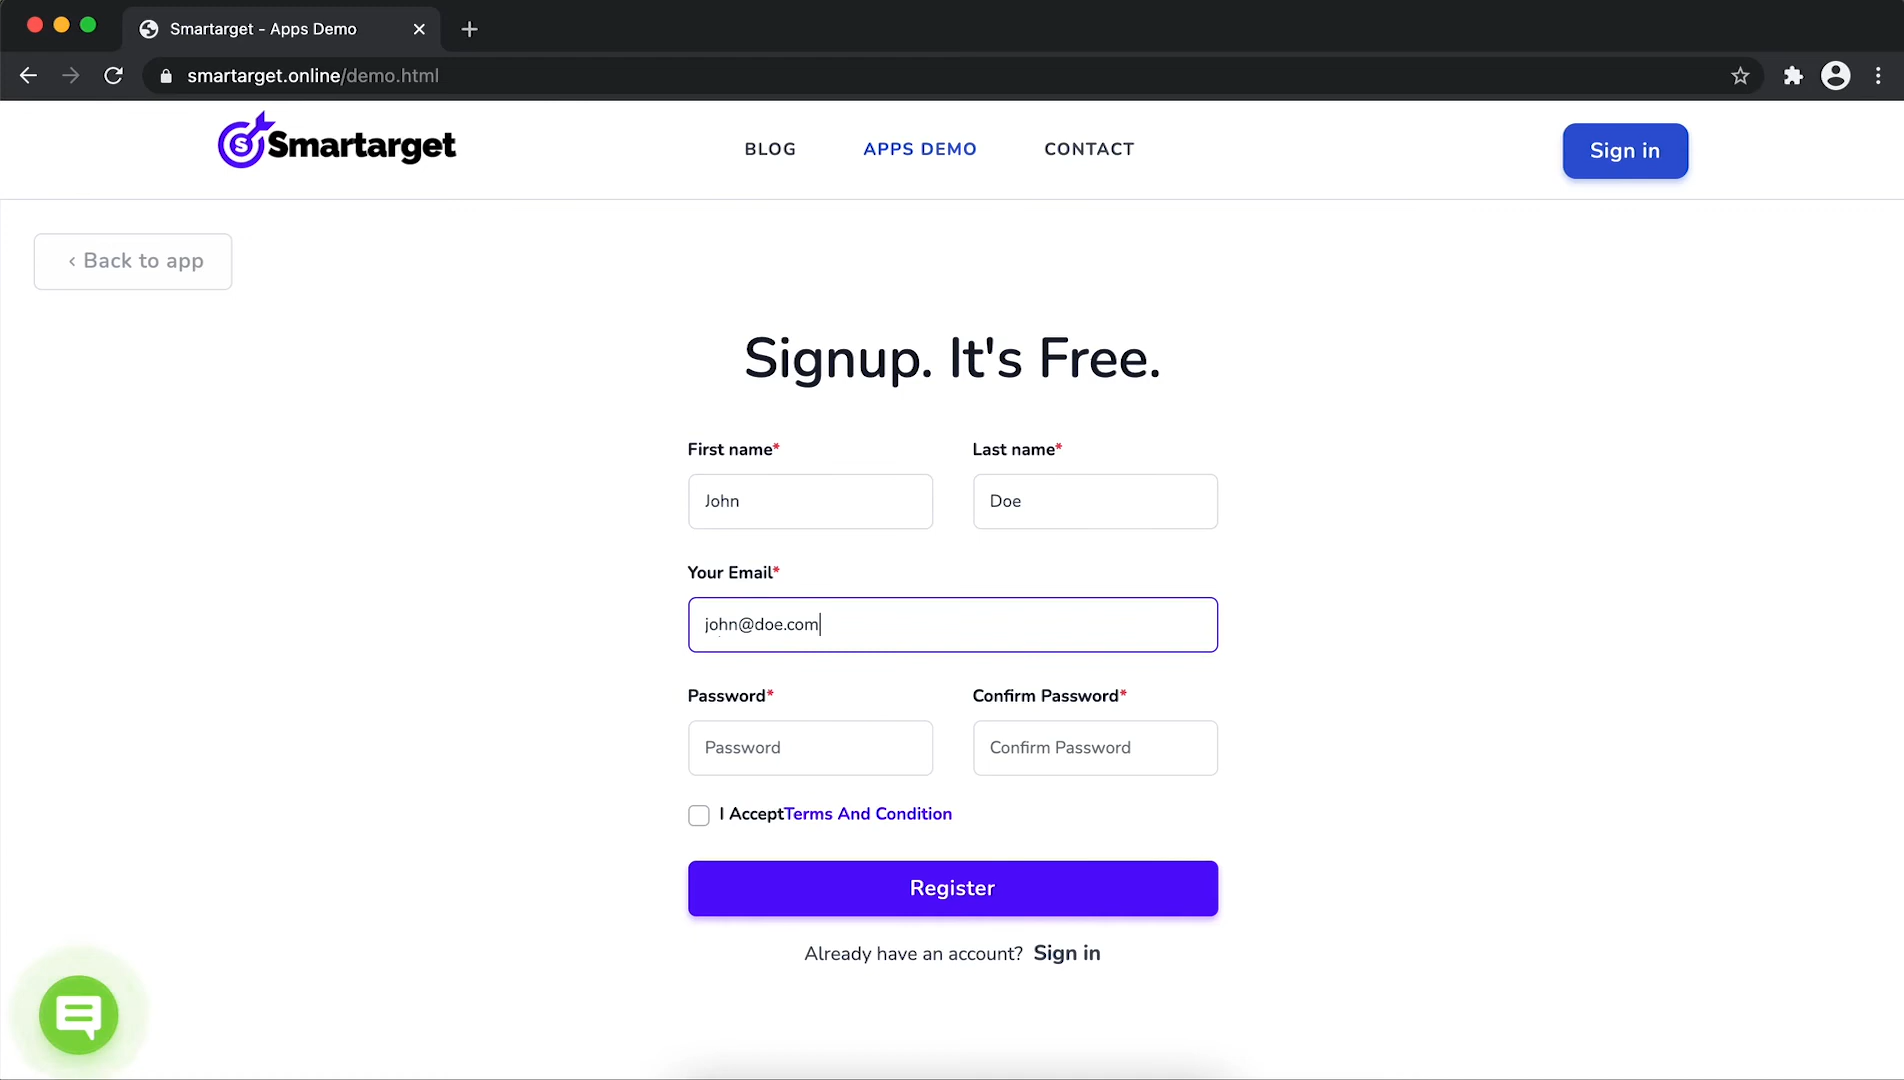 Smartarget - Apps Demo
smartarget.online/demo.html
Smartarget
BLOG
APPS DEMO
CONTACT
Sign in
‹ Back to app
Signup. It's Free.
First name*
Last name*
John
Doe
Your Email*
john@doe.com
Password*
Confirm Password*
Password
Confirm Password
I AcceptTerms And Condition
Register
Already have an account? Sign in